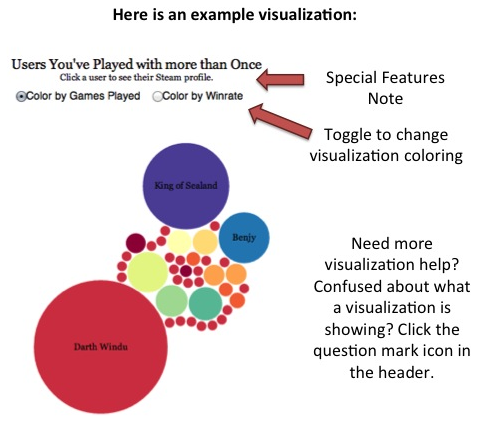 Here is an example visualization:
Users You've Played with more than Once
Click a user to see their Steam profile.
Color by Games Played Color by Winrate
Special Features
Note
Toggle to change
visualization coloring
King of Sealand
Benjy
Darth Windu
Need more
visualization help?
Confused about what
a visualization is
showing? Click the
question mark icon in
the header.